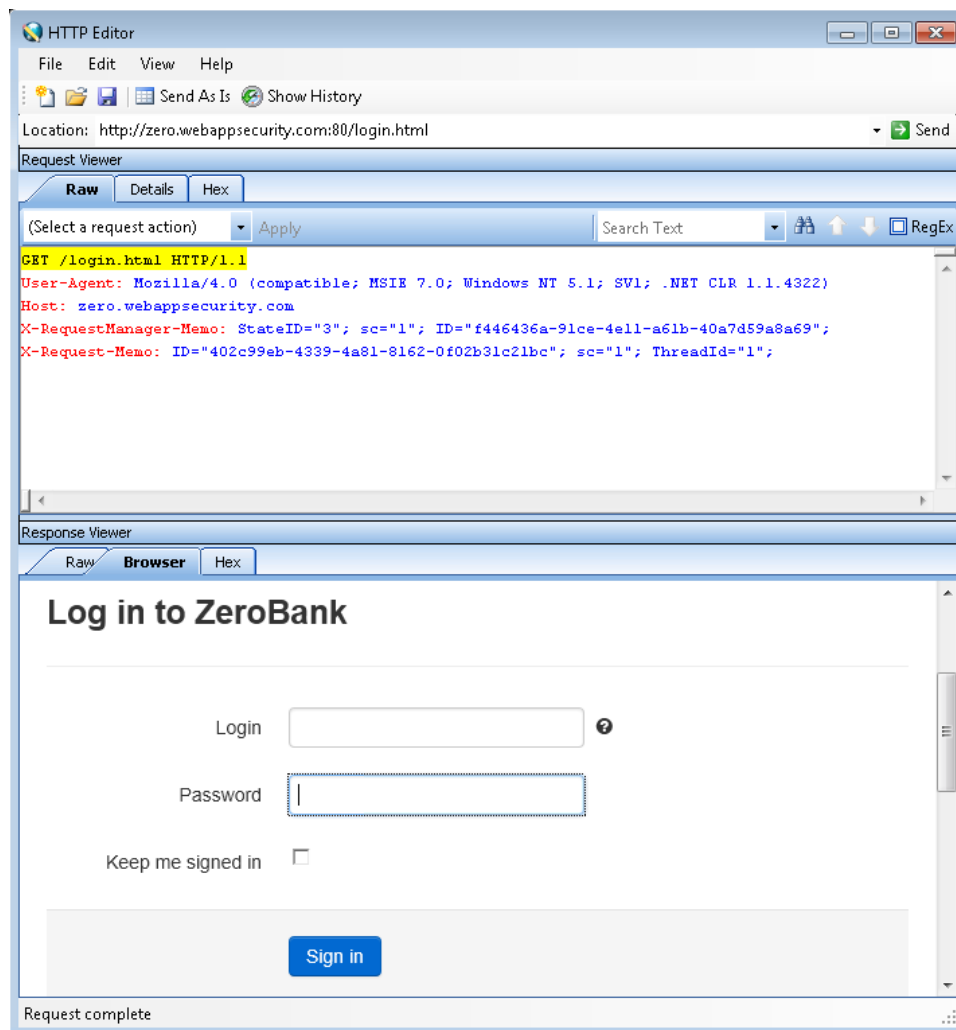 HTTP Editor
File Edit View Help
Send As Is Show History
Location: http://zero.webappsecurity.com:80/login.html Send
Request Viewer
Raw Details Hex
(Select a request action) Apply Search Text RegEx
GET /login.html HTTP/1.1
User-Agent: Mozilla/4.0 (compatible; MSIE 7.0; Windows NT 5.1; SV1; .NET CLR 1.1.4322)
Host: zero.webappsecurity.com
X-RequestManager-Memo: StateID="3"; sc="1"; ID="f446436a-91ce-4e11-a61b-40a7d59a8a69";
X-Request-Memo: ID="402c99eb-4339-4a81-8162-0f02b31c21bc"; sc="1"; ThreadId="1";
Response Viewer
Raw Browser Hex
Log in to ZeroBank
Login
Password
Keep me signed in
Sign in
Request complete